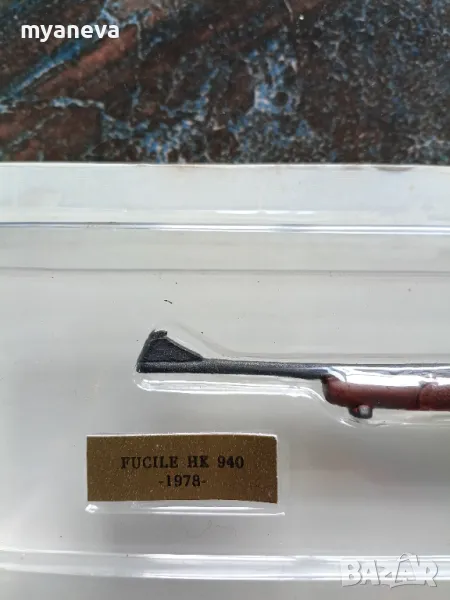 myaneva
FUCILE HK 940
-1978-
BAZAR